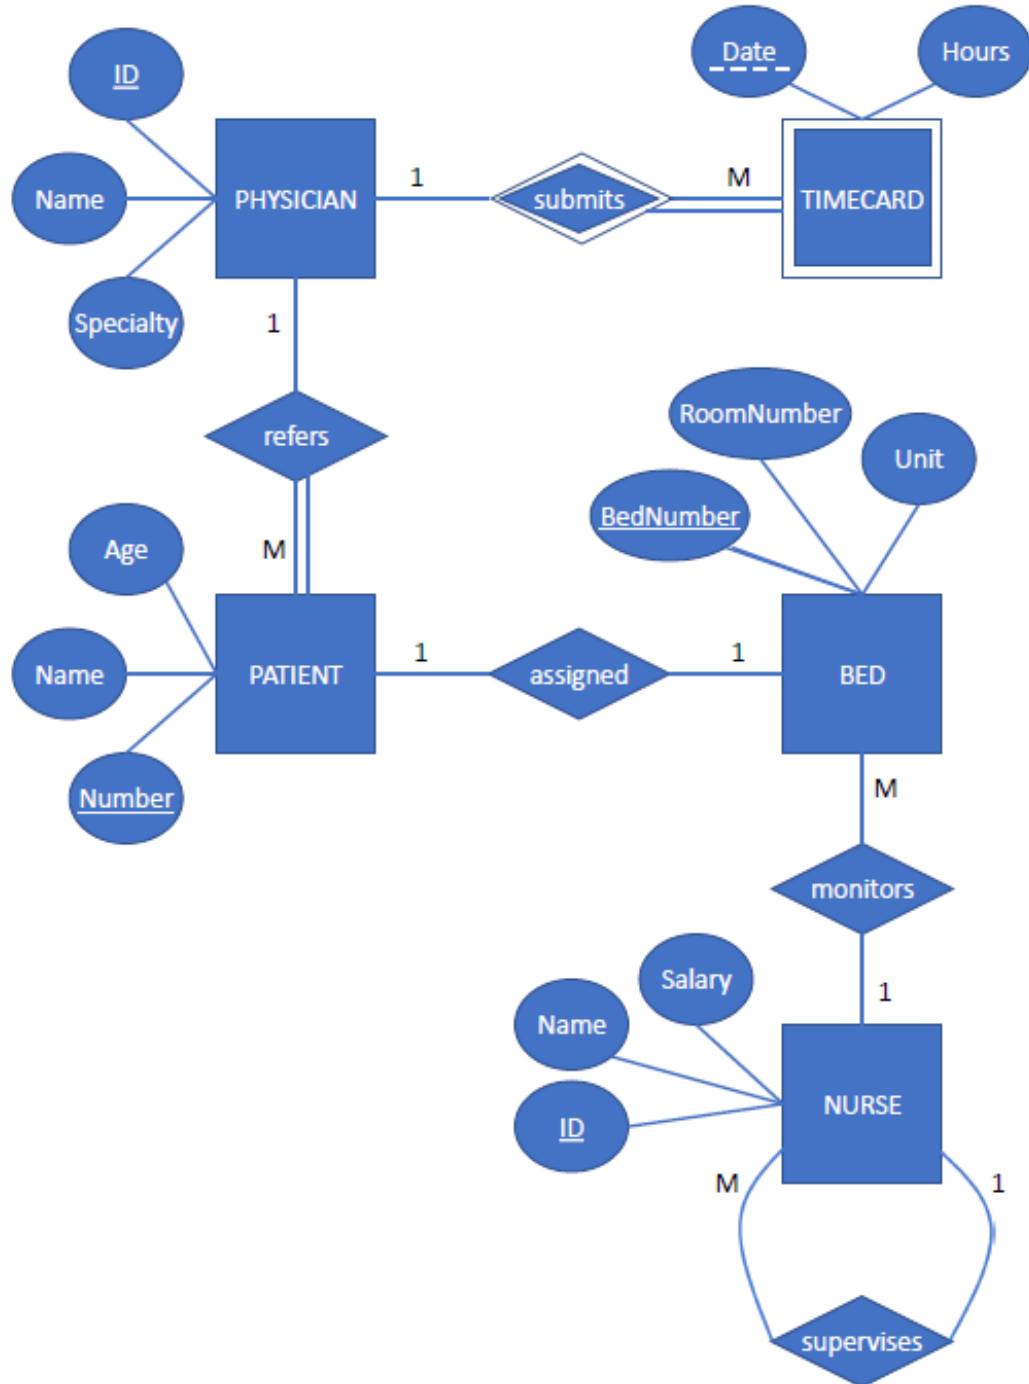 Date
Hours
ID
Name
PHYSICIAN
1
submits
M
TIMECARD
Specialty
1
refers
RoomNumber
Unit
BedNumber
Age
M
Name
PATIENT
1
assigned
1
BED
Number
M
monitors
Salary
1
Name
NURSE
ID
M
1
supervises